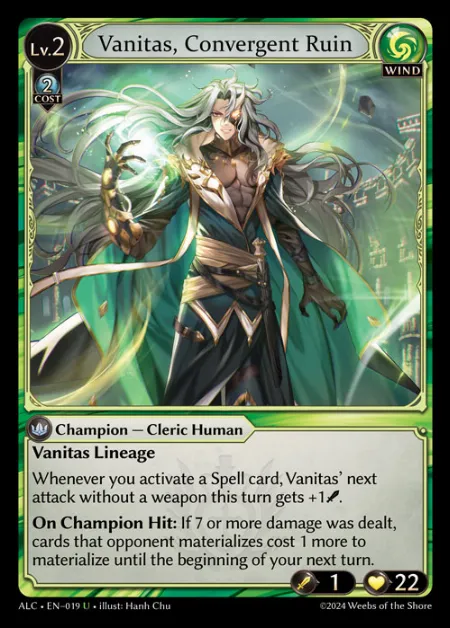 Lv.2
Vanitas, Convergent Ruin
2
COST
WIND
Champion — Cleric Human
Vanitas Lineage
Whenever you activate a Spell card, Vanitas’ next
attack without a weapon this turn gets +1.
On Champion Hit: If 7 or more damage was dealt,
cards that opponent materializes cost 1 more to
materialize until the beginning of your next turn.
1
22
ALC • EN–019 U • illust: Hanh Chu
©2024 Weebs of the Shore